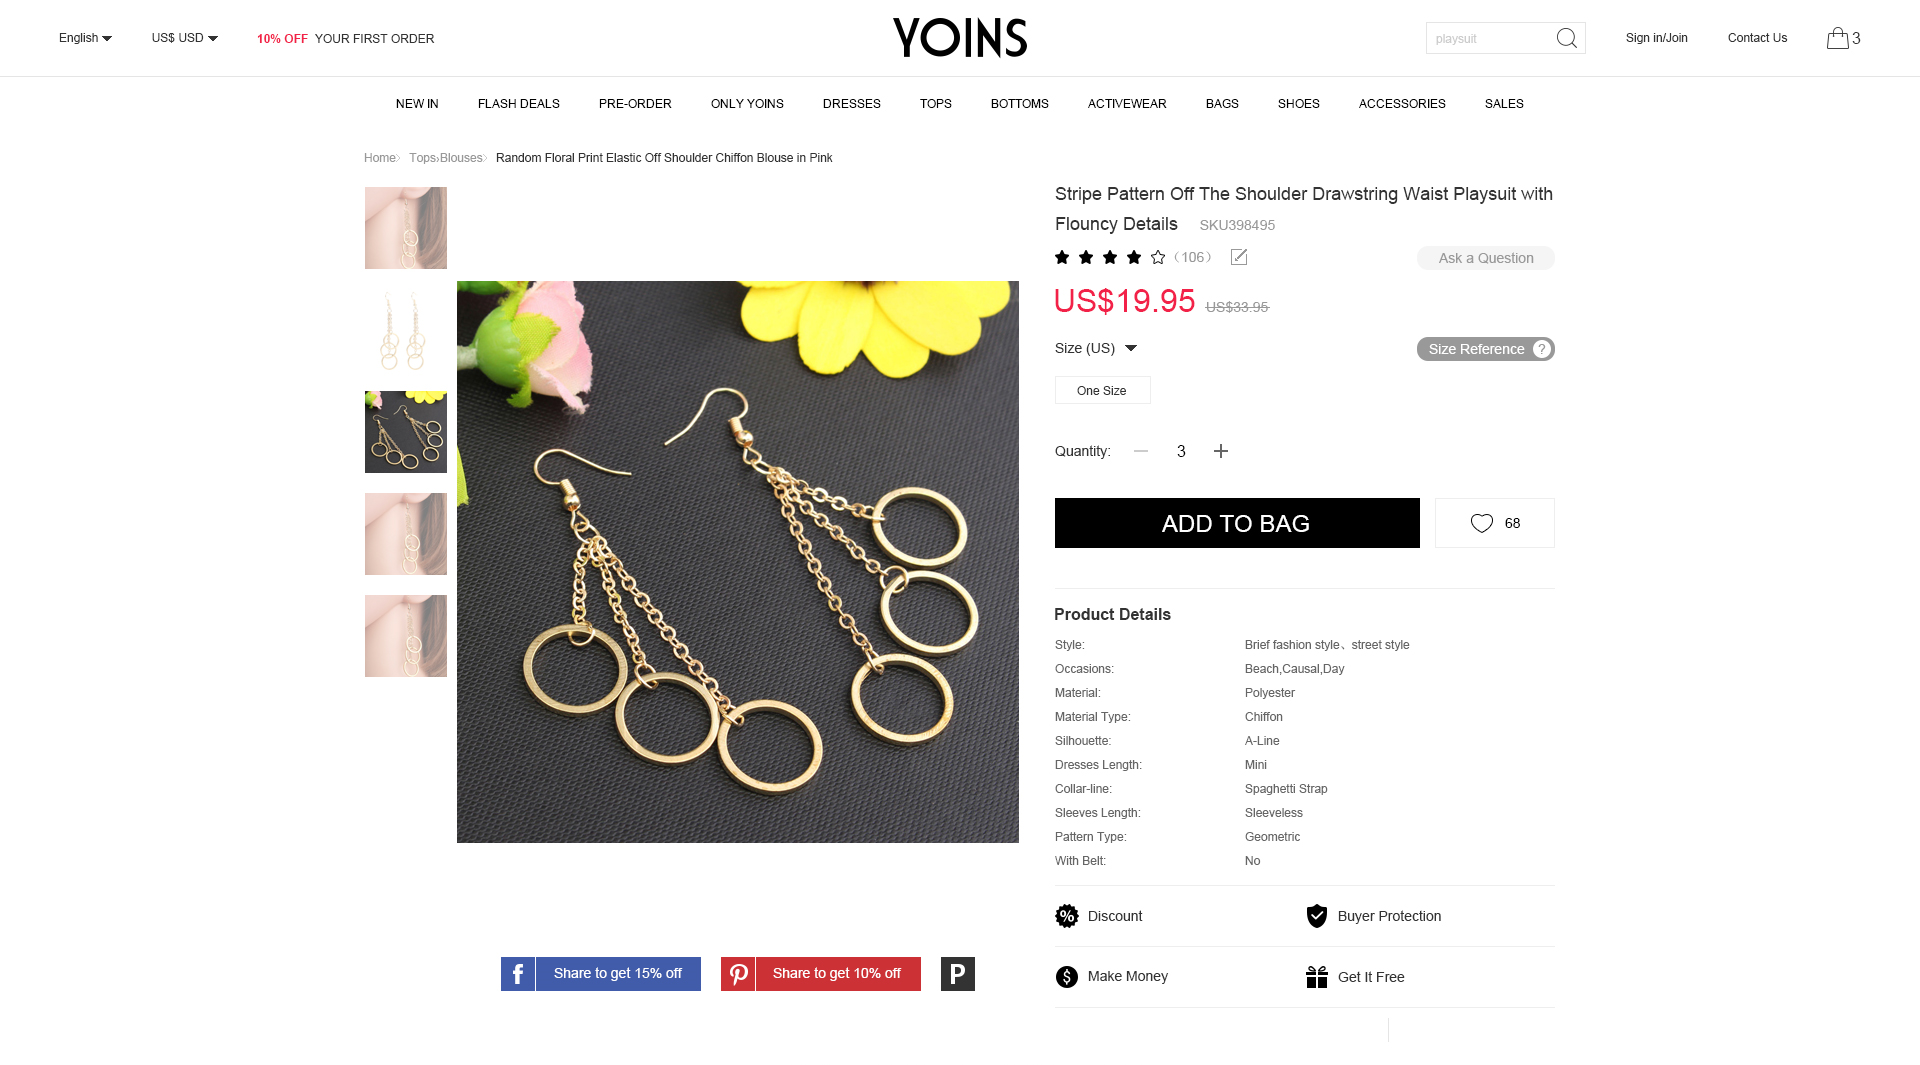 English
US$ USD
10% OFF YOUR FIRST ORDER
YOINS
playsuit
Sign in/Join
Contact Us
3
NEW IN
FLASH DEALS
PRE-ORDER
ONLY YOINS
DRESSES
TOPS
BOTTOMS
ACTIVEWEAR
BAGS
SHOES
ACCESSORIES
SALES
Home› Tops›Blouses› Random Floral Print Elastic Off Shoulder Chiffon Blouse in Pink
Stripe Pattern Off The Shoulder Drawstring Waist Playsuit with
Flouncy Details SKU398495
(106)
Ask a Question
US$19.95 US$33.95
Size (US)
Size Reference ?
One Size
Quantity: — 3 +
ADD TO BAG
68
Product Details
Style: Brief fashion style、street style
Occasions: Beach,Causal,Day
Material: Polyester
Material Type: Chiffon
Silhouette: A-Line
Dresses Length: Mini
Collar-line: Spaghetti Strap
Sleeves Length: Sleeveless
Pattern Type: Geometric
With Belt: No
% Discount
Buyer Protection
$ Make Money
Get It Free
f Share to get 15% off
Share to get 10% off
P